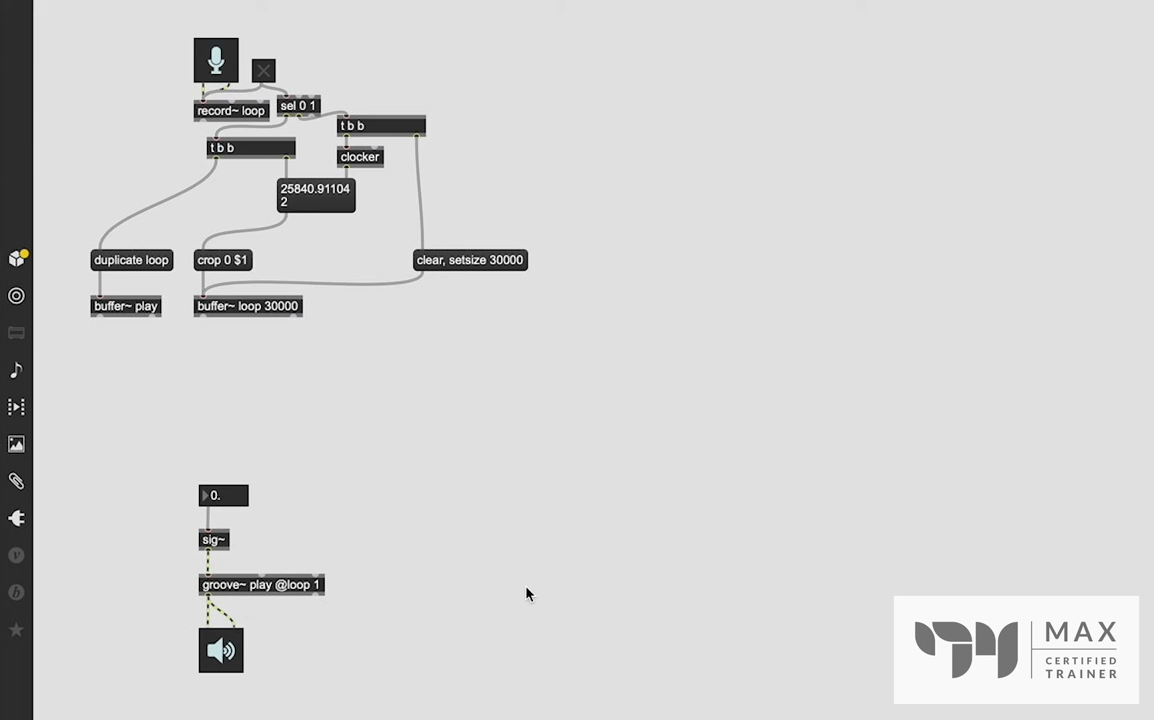 record~ loop
sel 0 1
t b b
t b b
clocker
25840.91104
2
duplicate loop
crop 0 $1
clear, setsize 30000
buffer~ play
buffer~ loop 30000
0.
sig~
groove~ play @loop 1
MAX
CERTIFIED
TRAINER